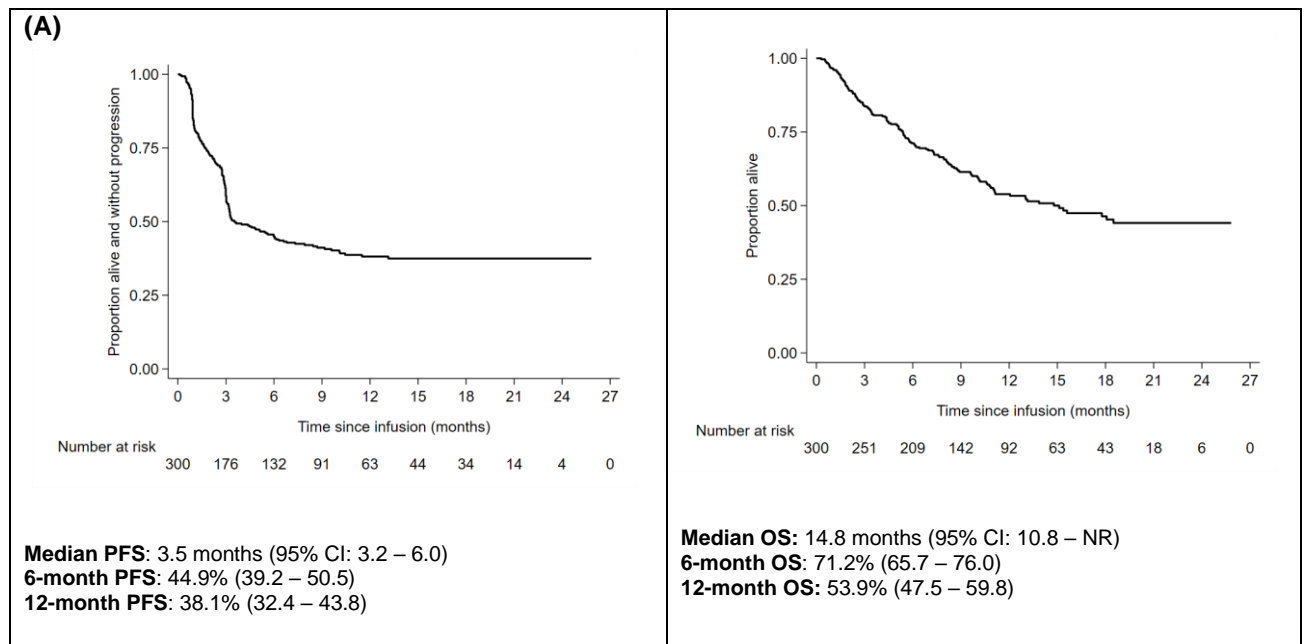 (A)
Proportion alive and without progression
1.00
0.75
0.50
0.25
0.00
0 3 6 9 12 15 18 21 24 27
Time since infusion (months)
Number at risk
300 176 132 91 63 44 34 14 4 0
Median PFS: 3.5 months (95% CI: 3.2 – 6.0)
6-month PFS: 44.9% (39.2 – 50.5)
12-month PFS: 38.1% (32.4 – 43.8)
Proportion alive
1.00
0.75
0.50
0.25
0.00
0 3 6 9 12 15 18 21 24 27
Time since infusion (months)
Number at risk
300 251 209 142 92 63 43 18 6 0
Median OS: 14.8 months (95% CI: 10.8 – NR)
6-month OS: 71.2% (65.7 – 76.0)
12-month OS: 53.9% (47.5 – 59.8)